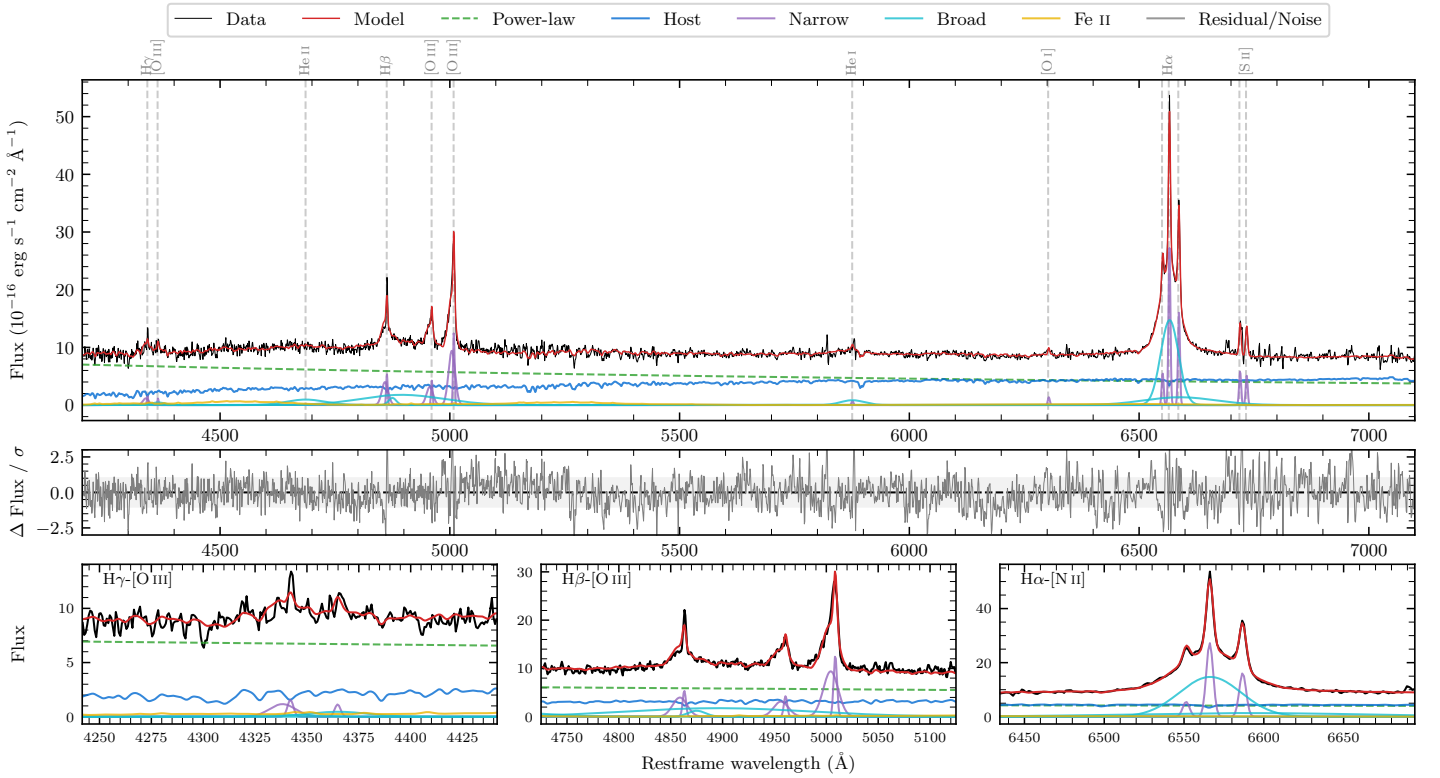 Data Model Power-law Host Narrow Broad Fe II Residual/Noise
Hγ [O III] He II Hβ [O III] [O III] He I [O I] Hα [S II]
Flux (10⁻¹⁶ erg s⁻¹ cm⁻² Å⁻¹)
50
40
30
20
10
0
4500 5000 5500 6000 6500 7000
Δ Flux / σ
2.5
0.0
−2.5
4500 5000 5500 6000 6500 7000
Flux
Hγ-[O III]
10
5
0
4250 4275 4300 4325 4350 4375 4400 4425
Hβ-[O III]
30
20
10
0
4750 4800 4850 4900 4950 5000 5050 5100
Hα-[N II]
40
20
0
6450 6500 6550 6600 6650
Restframe wavelength (Å)